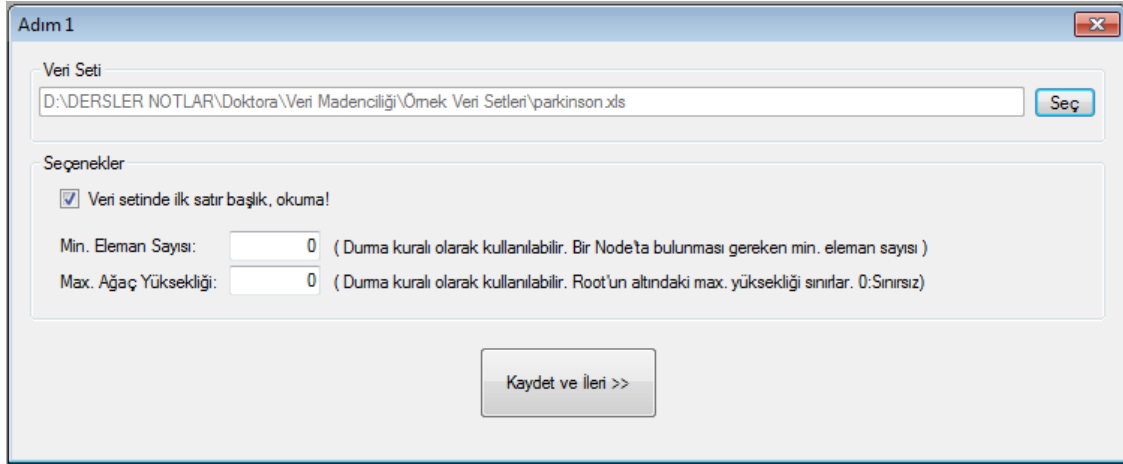 Adım 1
Veri Seti
D:\DERSLER NOTLAR\Doktora\Veri Madenciliği\Örnek Veri Setleri\parkinson.xls
Seç
Seçenekler
Veri setinde ilk satır başlık, okuma!
Min. Eleman Sayısı: 0 ( Durma kuralı olarak kullanılabilir. Bir Node'ta bulunması gereken min. eleman sayısı )
Max. Ağaç Yüksekliği: 0 ( Durma kuralı olarak kullanılabilir. Root'un altındaki max. yüksekliği sınırlar. 0:Sınırsız)
Kaydet ve İleri >>